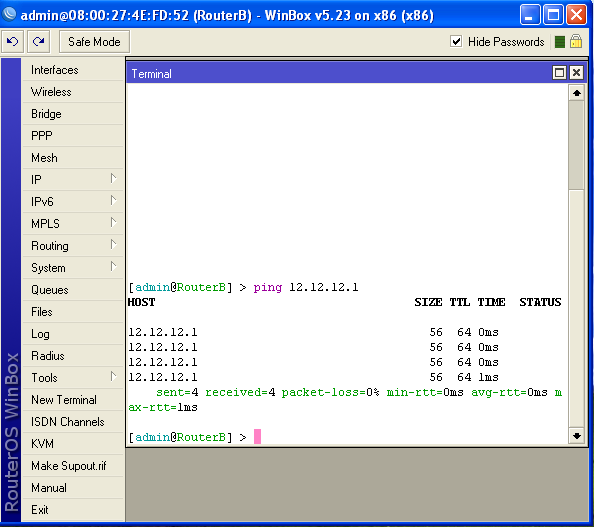 admin@08:00:27:4E:FD:52 (RouterB) - WinBox v5.23 on x86 (x86)
Safe Mode
Hide Passwords
Interfaces
Wireless
Bridge
PPP
Mesh
IP
IPv6
MPLS
Routing
System
Queues
Files
Log
Radius
Tools
New Terminal
ISDN Channels
KVM
Make Supout.rif
Manual
Exit
RouterOS WinBox
Terminal
[admin@RouterB] > ping 12.12.12.1
HOST SIZE TTL TIME STATUS
12.12.12.1 56 64 0ms
12.12.12.1 56 64 0ms
12.12.12.1 56 64 0ms
12.12.12.1 56 64 1ms
sent=4 received=4 packet-loss=0% min-rtt=0ms avg-rtt=0ms m
ax-rtt=1ms
[admin@RouterB] >